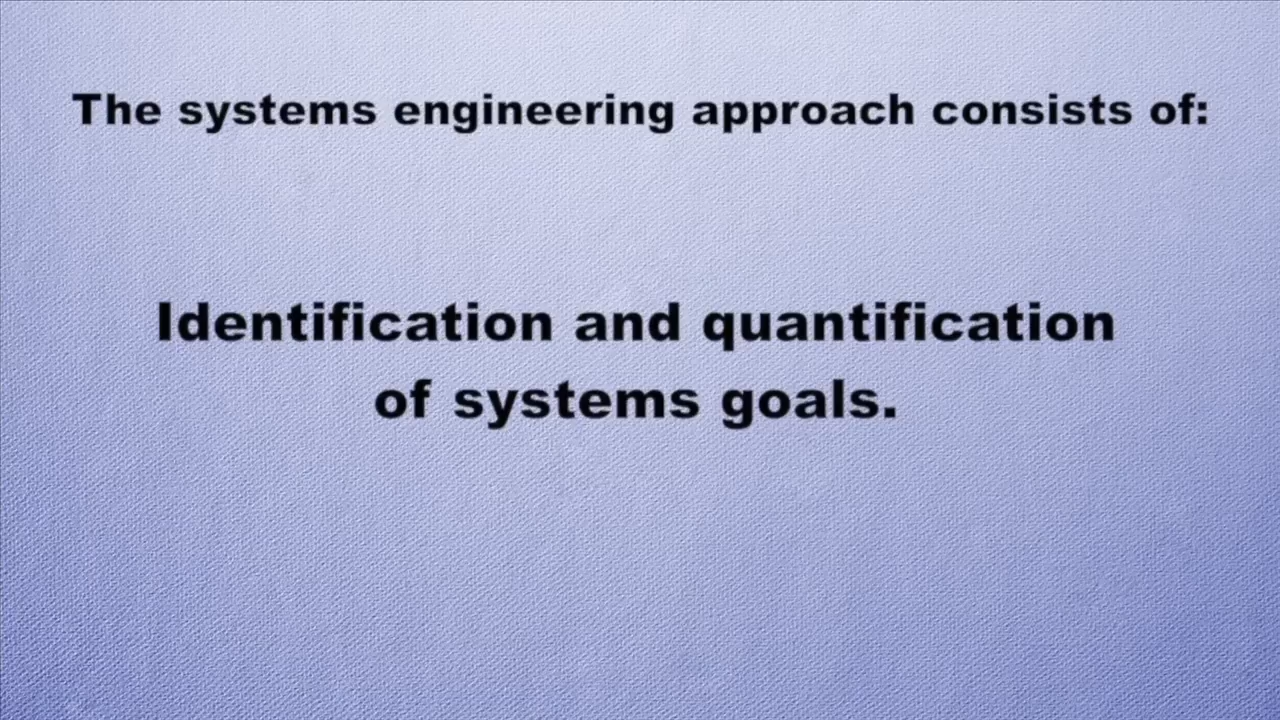 The systems engineering approach consists of:
Identification and quantification
of systems goals.